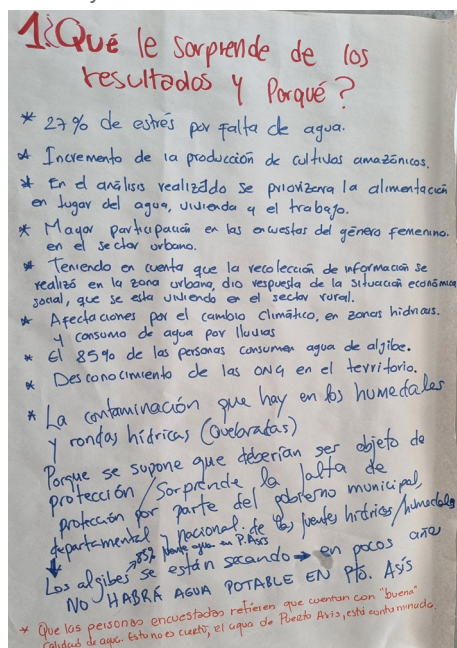 1¿Qué le sorprende de los
resultados y Porqué?
* 27% de estrés por falta de agua.
* Incremento de la producción de cultivos amazónicos.
* En el análisis realizado se priorizerra la alimentación
en lugar del agua, vivienda y el trabajo.
* Mayor participación en las encuestas del género femenino.
en el sector urbano.
* Teniendo en cuenta que la recolección de información se
realizó en la zona urbana, dio respuesta de la situación económica
social, que se esta viviendo en el sector rural.
* Afectaciones por el cambio climático, en zonas hidricas.
y consumo de agua por lluvias
* El 85% de las personas consumen agua de aljibe.
* Desconocimiento de las ONG en el territorio.
* La contaminación que hay en los humedales
y rondas hídricas (Quebradas)
Porque se supone que deberían ser objeto de
protección/Sorprende la falta de
protección por parte del gobierno municipal,
departamental y nacional. de las fuentes hídricas/humedales
85% agua en P. Asis
Los aljibes se están secando → en pocos años
NO HABRÁ AGUA POTABLE EN Pto. Asís
* Que las personas encuestadas refieren que cuentan con "buena"
calidad de agua. Esto no es cierto, el agua de Puerto Asis, está contaminada.